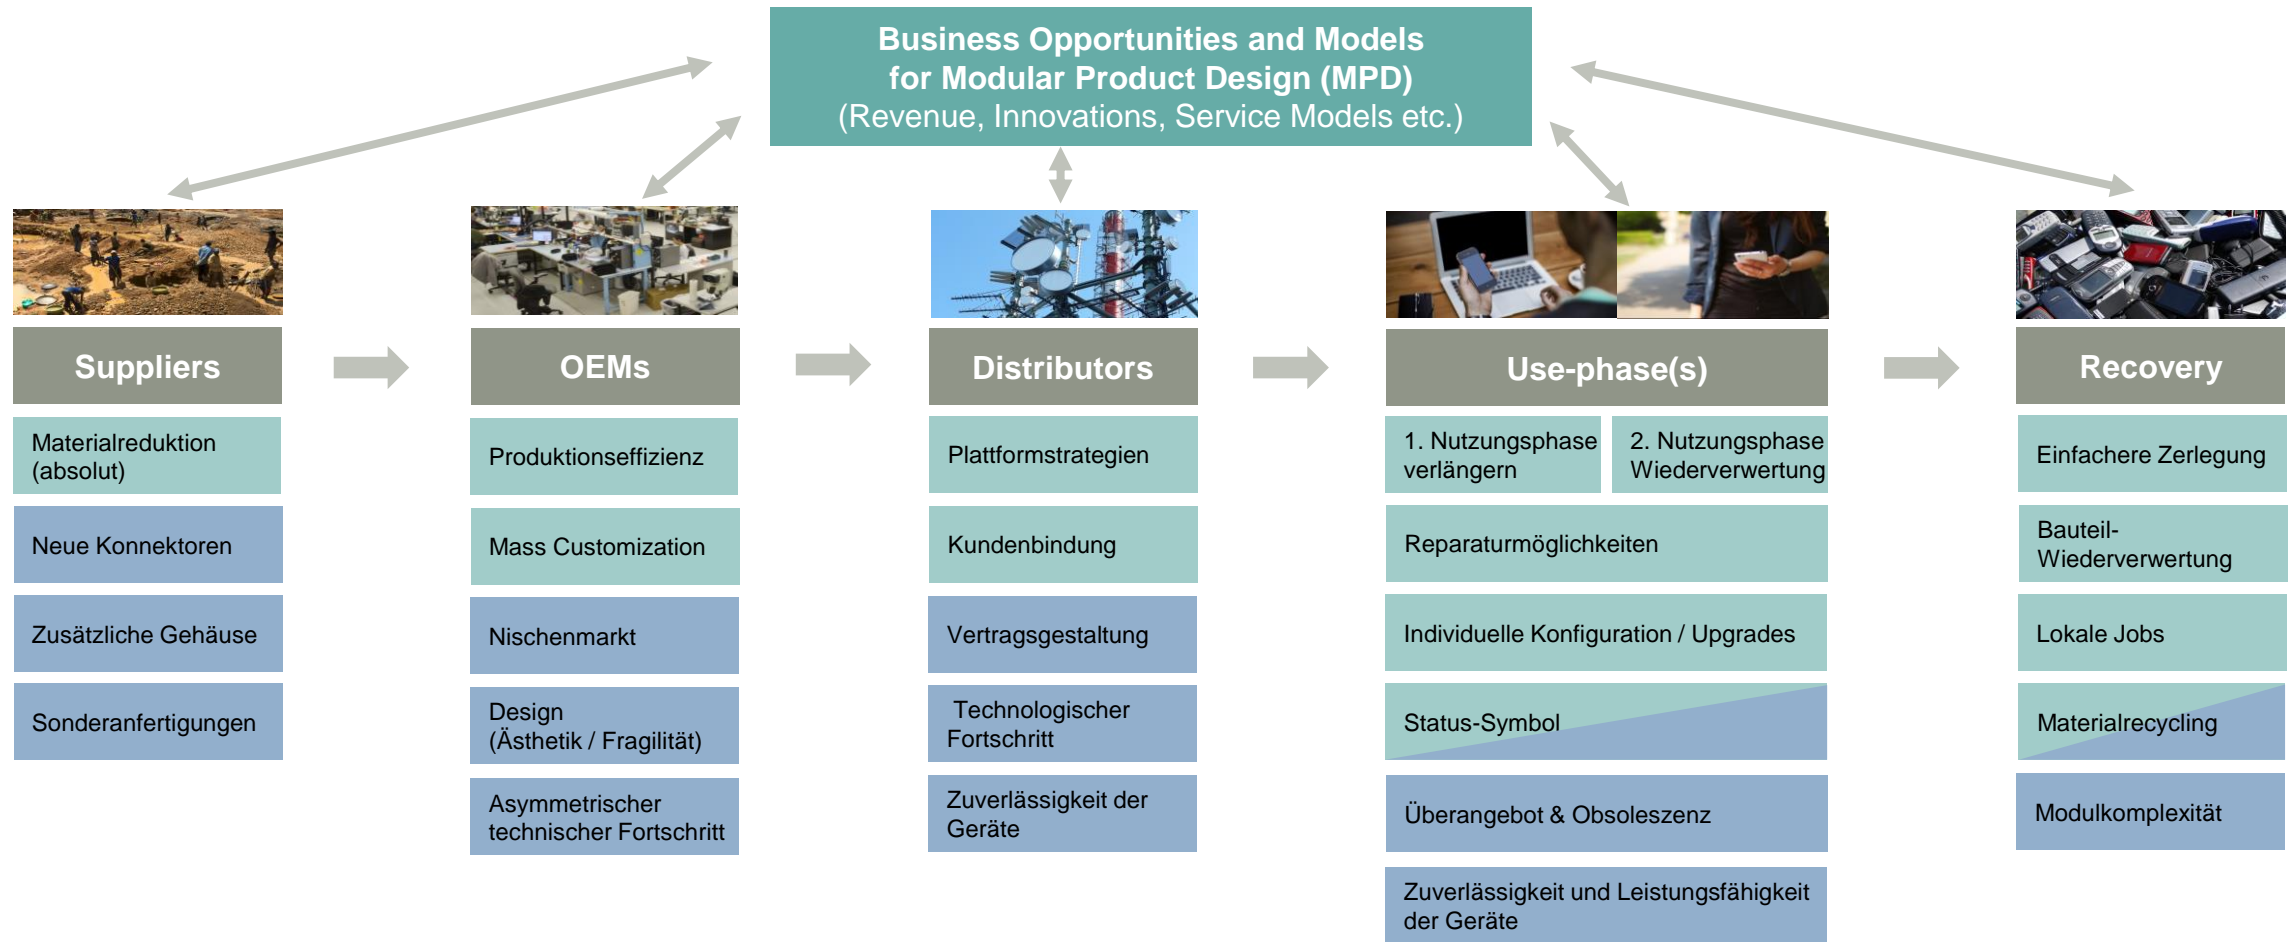 Business Opportunities and Models
for Modular Product Design (MPD)
(Revenue, Innovations, Service Models etc.)
Suppliers
Materialreduktion
(absolut)
Neue Konnektoren
Zusätzliche Gehäuse
Sonderanfertigungen
OEMs
Produktionseffizienz
Mass Customization
Nischenmarkt
Design
(Ästhetik / Fragilität)
Asymmetrischer
technischer Fortschritt
Distributors
Plattformstrategien
Kundenbindung
Vertragsgestaltung
Technologischer
Fortschritt
Zuverlässigkeit der
Geräte
Use-phase(s)
1. Nutzungsphase
verlängern
2. Nutzungsphase
Wiederverwertung
Reparaturmöglichkeiten
Individuelle Konfiguration / Upgrades
Status-Symbol
Überangebot & Obsoleszenz
Zuverlässigkeit und Leistungsfähigkeit
der Geräte
Recovery
Einfachere Zerlegung
Bauteil-
Wiederverwertung
Lokale Jobs
Materialrecycling
Modulkomplexität